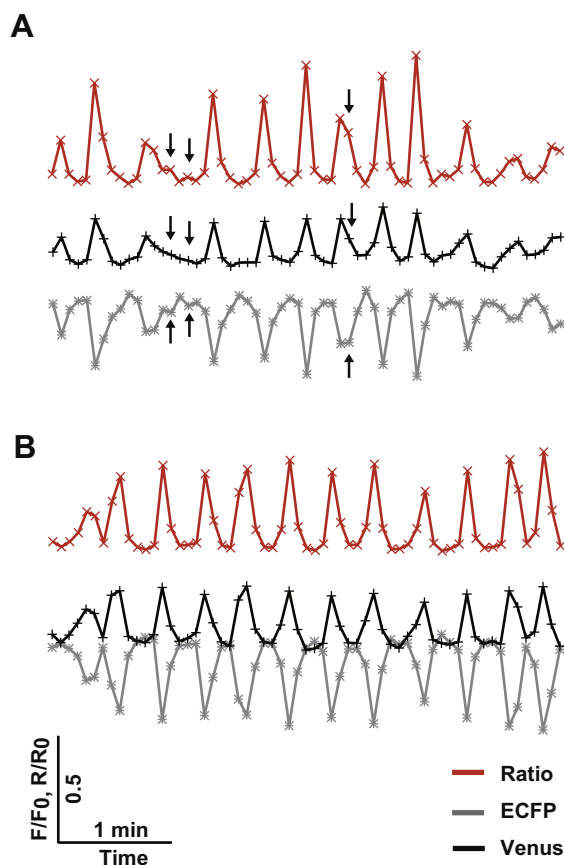 A
B
F/F0, R/R0
0.5
1 min
Time
Ratio
ECFP
Venus